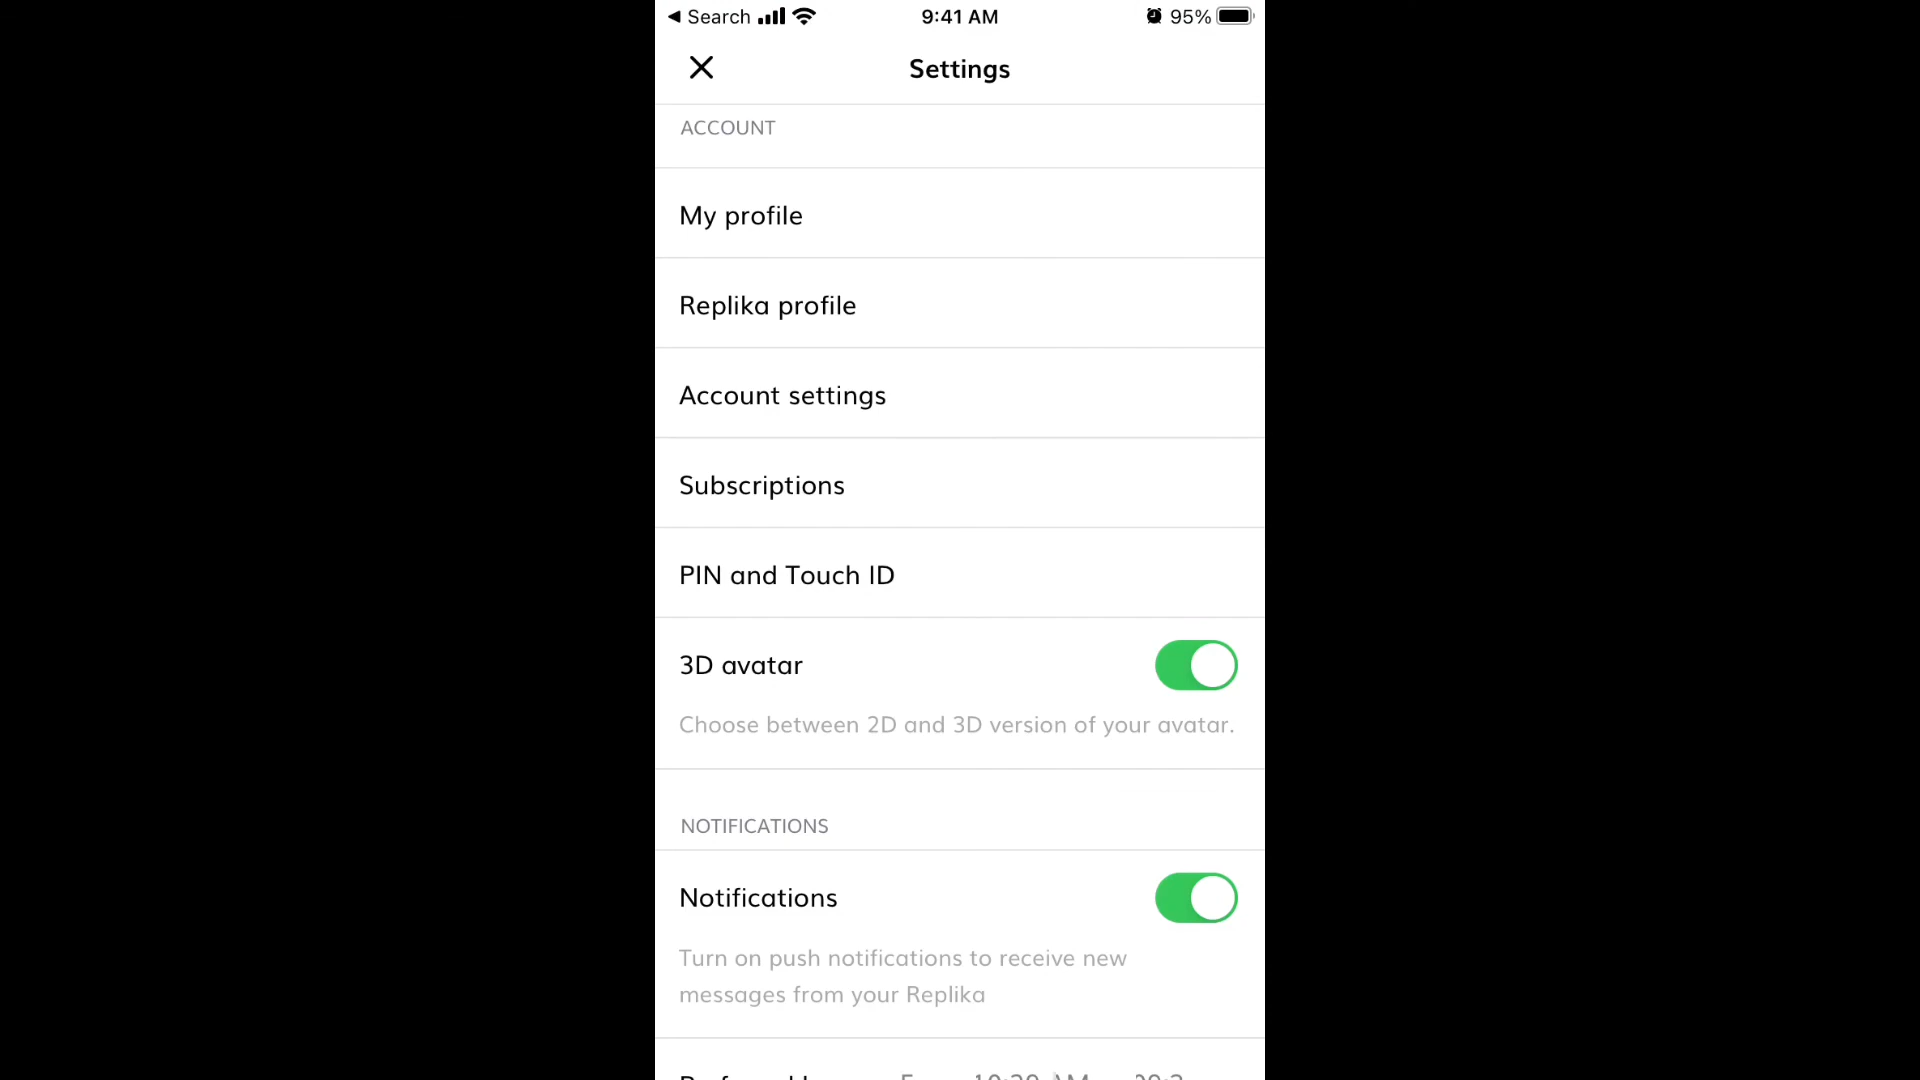 Search 9:41 AM 95%
Settings
ACCOUNT
My profile
Replika profile
Account settings
Subscriptions
PIN and Touch ID
3D avatar
Choose between 2D and 3D version of your avatar.
NOTIFICATIONS
Notifications
Turn on push notifications to receive new
messages from your Replika